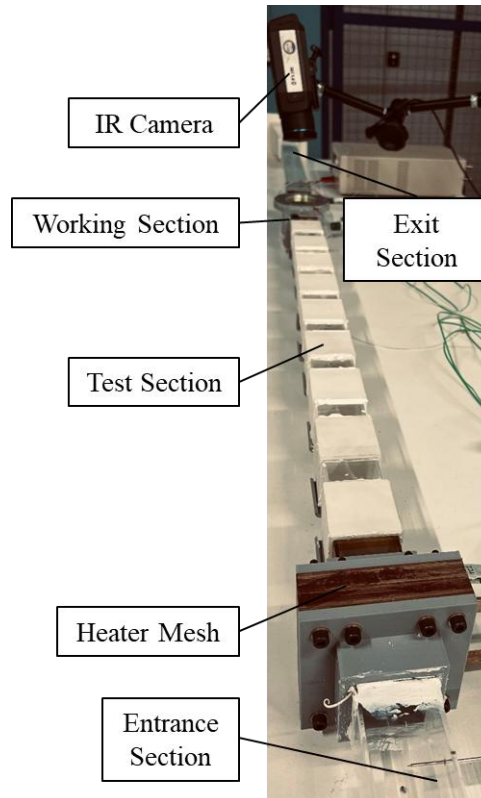 IR Camera
Working Section
Exit
Section
Test Section
Heater Mesh
Entrance
Section